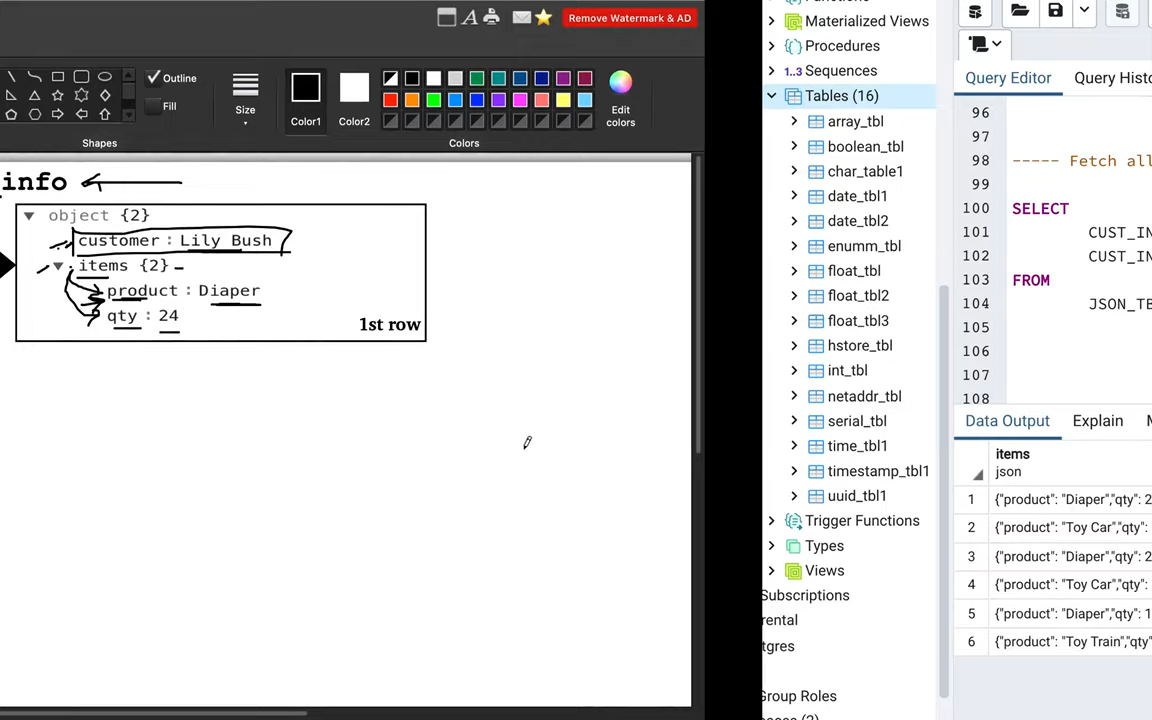 Remove Watermark & AD
Outline
Fill
Size
Color1
Color2
Edit
colors
Shapes
Colors
info
object {2}
customer : Lily Bush
items {2}
product : Diaper
qty : 24
1st row
Functions
Materialized Views
Procedures
1..3 Sequences
Tables (16)
array_tbl
boolean_tbl
char_table1
date_tbl1
date_tbl2
enumm_tbl
float_tbl
float_tbl2
float_tbl3
hstore_tbl
int_tbl
netaddr_tbl
serial_tbl
time_tbl1
timestamp_tbl1
uuid_tbl1
Trigger Functions
Types
Views
Subscriptions
rental
tgres
Group Roles
Query Editor
Query Histo
96
97
98 ----- Fetch all
99
100 SELECT
101 CUST_IN
102 CUST_IN
103 FROM
104 JSON_TB
105
106
107
108
Data Output
Explain
items
json
1 {"product": "Diaper","qty": 2
2 {"product": "Toy Car","qty":
3 {"product": "Diaper","qty": 2
4 {"product": "Toy Car","qty":
5 {"product": "Diaper","qty": 1
6 {"product": "Toy Train","qty"